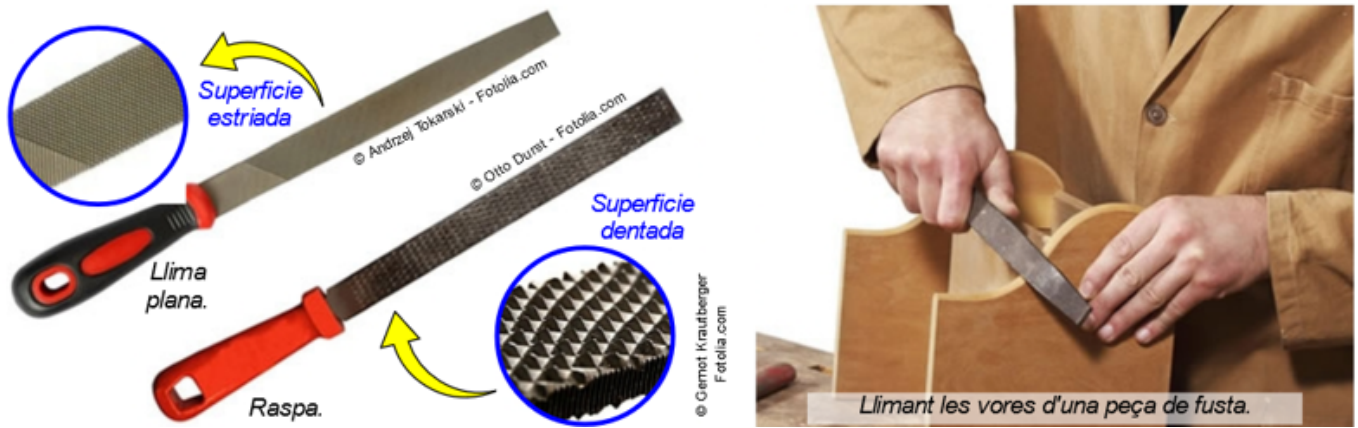 Superficie
estriada
© Andrzej Tokarski - Fotolia.com
© Otto Durst - Fotolia.com
Superficie
dentada
Llima
plana.
Raspa.
© Gernot Krautberger
Fotolia.com
Llimant les vores d'una peça de fusta.